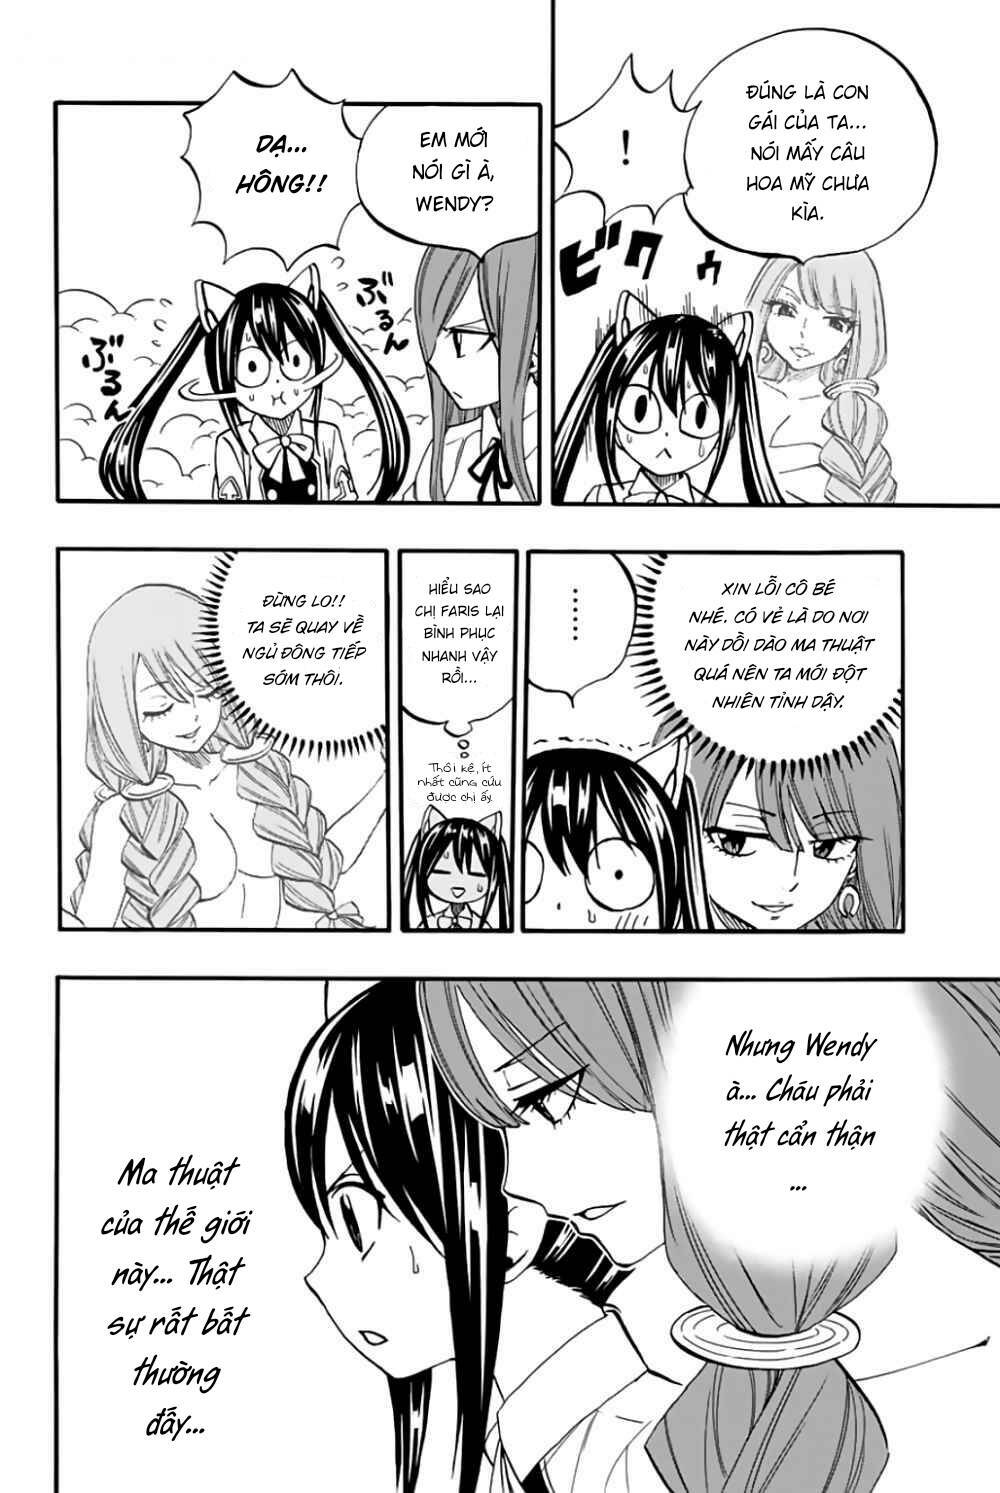 ĐÚNG LÀ CON
GÁI CỦA TA...
NÓI MẤY CÂU
HOA MỸ CHƯA
KÌA.
!
ビクゥ
EM MỚI
NÓI GÌ À,
WENDY?
DẠ...
HÔNG!!
ぶるん
ぶるん
XIN LỖI CÔ BÉ
NHÉ. CÓ VẺ LÀ DO NƠI
NÀY DỒI DÀO MA THUẬT
QUÁ NÊN TA MỚI ĐỘT
NHIÊN TỈNH DẬY.
.......
HIỂU SAO
CHỊ FARIS LẠI
BÌNH PHỤC
NHANH VẬY
RỒI...
Thôi kệ, ít
nhất cũng cứu
được chị ấy.
ĐỪNG LO!!
TA SẼ QUAY VỀ
NGỦ ĐÔNG TIẾP
SỚM THÔI.
Nhưng Wendy
à... Cháu phải
thật cẩn thận
...
Ma thuật
của thế giới
này... Thật
sự rất bất
thường
đấy...